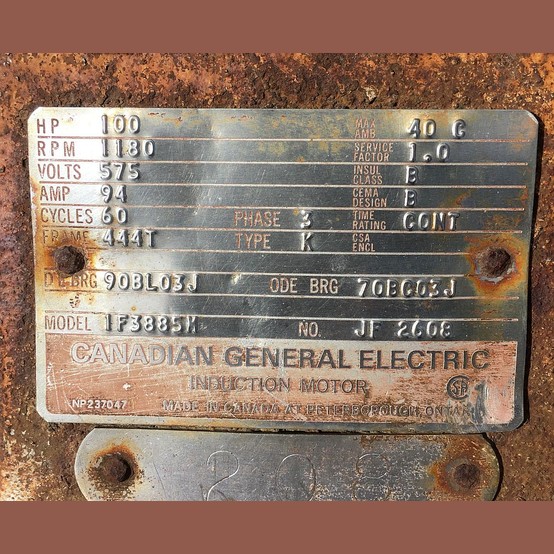 HP 100 MAX AMB 40 C
RPM 1180 SERVICE FACTOR 1.0
VOLTS 575 INSUL CLASS B
AMP 94 CEMA DESIGN B
CYCLES 60 PHASE 3 TIME RATING CONT
FRAME 444T TYPE K CSA ENCL
BRG 90BL03J ODE BRG 70BC03J
MODEL 1F3885H NO. JF 2608
CANADIAN GENERAL ELECTRIC
INDUCTION MOTOR
NP237047 MADE IN CANADA AT PETERBOROUGH, ONTARIO
208